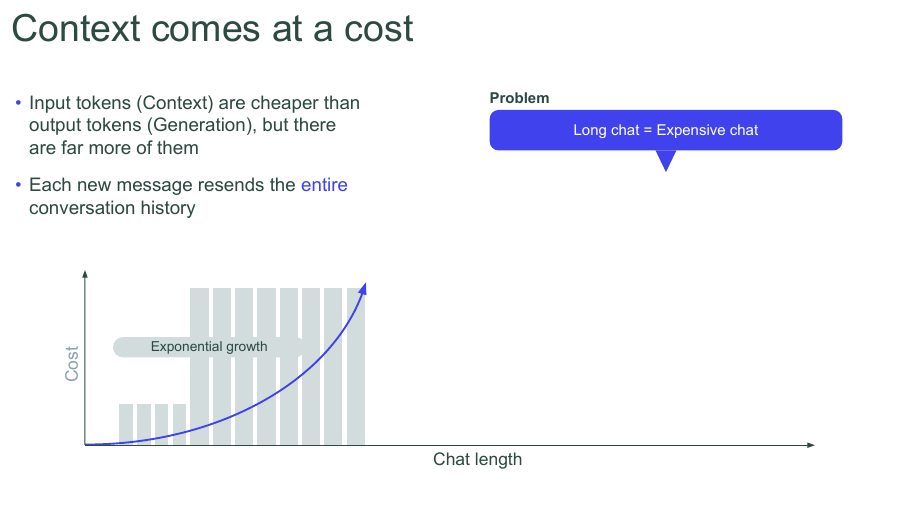 Context comes at a cost
• Input tokens (Context) are cheaper than
output tokens (Generation), but there
are far more of them
• Each new message resends the entire
conversation history
Problem
Long chat = Expensive chat
Exponential growth
Cost
Chat length